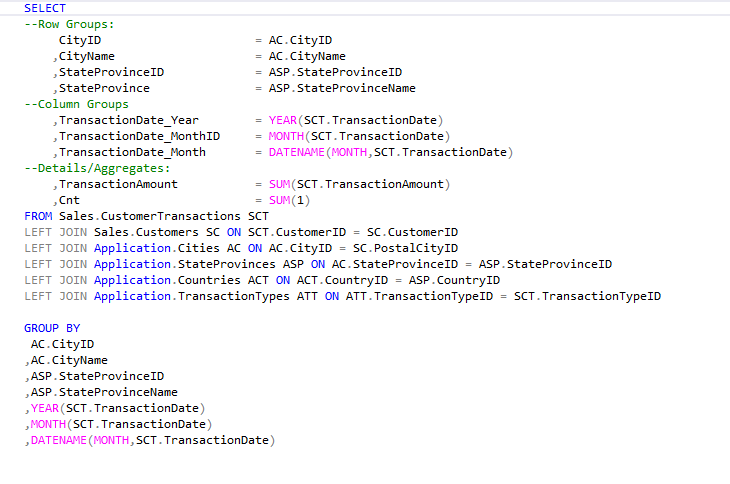 SELECT
--Row Groups:
CityID = AC.CityID
,CityName = AC.CityName
,StateProvinceID = ASP.StateProvinceID
,StateProvince = ASP.StateProvinceName
--Column Groups
,TransactionDate_Year = YEAR(SCT.TransactionDate)
,TransactionDate_MonthID = MONTH(SCT.TransactionDate)
,TransactionDate_Month = DATENAME(MONTH,SCT.TransactionDate)
--Details/Aggregates:
,TransactionAmount = SUM(SCT.TransactionAmount)
,Cnt = SUM(1)
FROM Sales.CustomerTransactions SCT
LEFT JOIN Sales.Customers SC ON SCT.CustomerID = SC.CustomerID
LEFT JOIN Application.Cities AC ON AC.CityID = SC.PostalCityID
LEFT JOIN Application.StateProvinces ASP ON AC.StateProvinceID = ASP.StateProvinceID
LEFT JOIN Application.Countries ACT ON ACT.CountryID = ASP.CountryID
LEFT JOIN Application.TransactionTypes ATT ON ATT.TransactionTypeID = SCT.TransactionTypeID
GROUP BY
AC.CityID
,AC.CityName
,ASP.StateProvinceID
,ASP.StateProvinceName
,YEAR(SCT.TransactionDate)
,MONTH(SCT.TransactionDate)
,DATENAME(MONTH,SCT.TransactionDate)